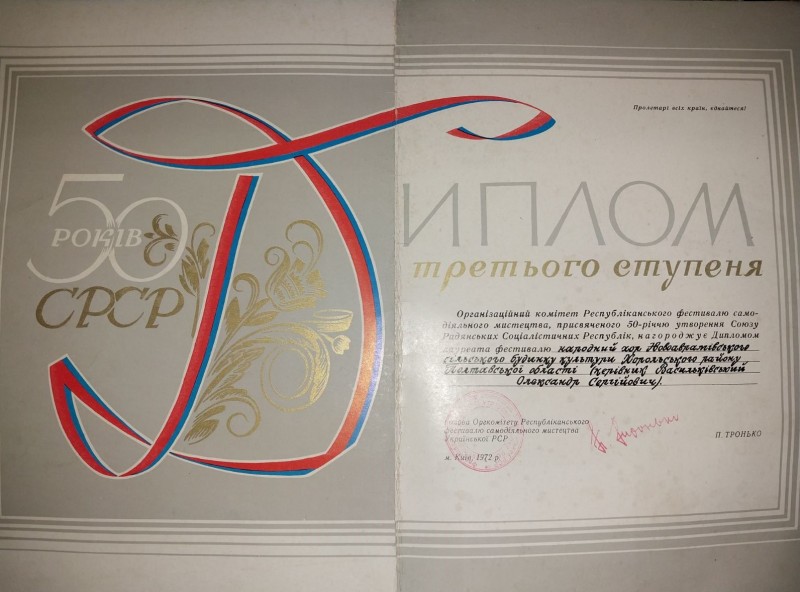 50
РОКІВ
СРСР
Пролетарі всіх країн, єднайтеся!
ДИПЛОМ
третього ступеня
Організаційний комітет Республіканського фестивалю само-
діяльного мистецтва, присвяченого 50-річчю утворення Союзу
Радянських Соціалістичних Республік, нагороджує Дипломом
лауреата фестивалю народний хор Новоаврамівського
сільського будинку культури Хорольського району
Полтавської області (керівник Васильківський
Олександр Сергійович).
Голова Оргкомітету Республіканського
фестивалю самодіяльного мистецтва
Української РСР
П. ТРОНЬКО
м. Київ, 1972 р.